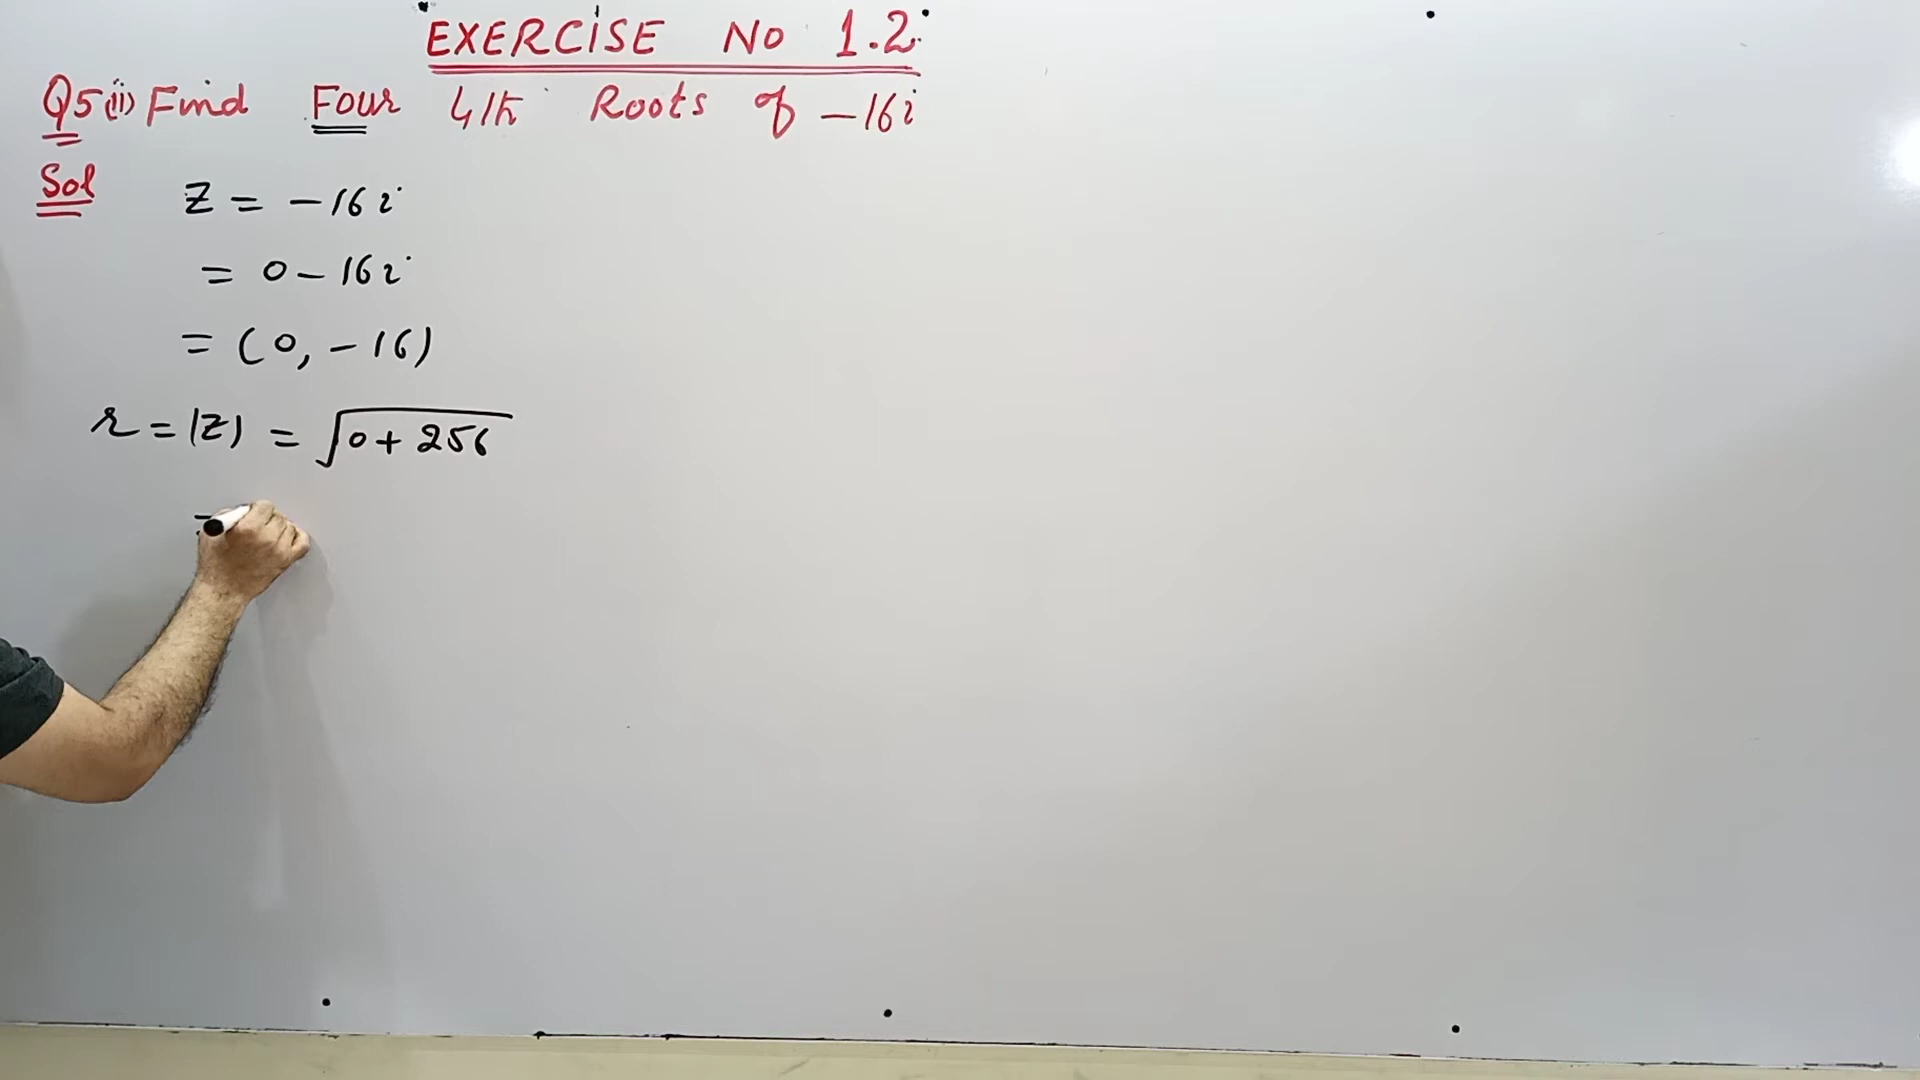 EXERCISE NO 1.2
Q5(ii) Find Four 4th Roots of -16i
Sol
Z = -16i
= 0-16i
= (0, -16)
r = |Z| = √0+256
=